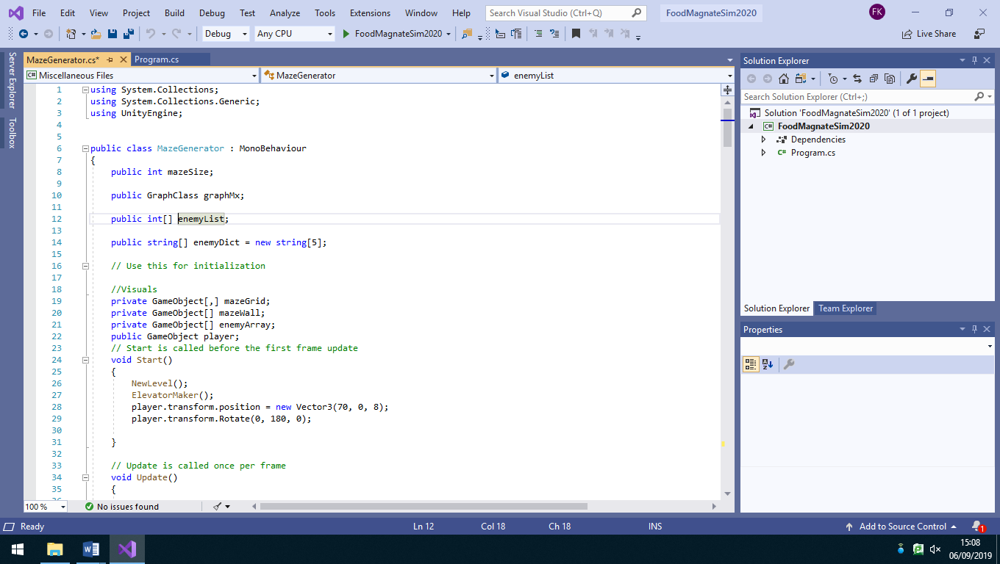 File Edit View Project Build Debug Test Analyze Tools Extensions Window Help Search Visual Studio (Ctrl+Q) FoodMagnateSim2020 FK
Debug Any CPU FoodMagnateSim2020 Live Share
Server Explorer
Toolbox
MazeGenerator.cs* Program.cs
Miscellaneous Files MazeGenerator enemyList
1 using System.Collections;
2 using System.Collections.Generic;
3 using UnityEngine;
4
5
6 public class MazeGenerator : MonoBehaviour
7 {
8 public int mazeSize;
9
10 public GraphClass graphMx;
11
12 public int[] enemyList;
13
14 public string[] enemyDict = new string[5];
15
16 // Use this for initialization
17
18 //Visuals
19 private GameObject[,] mazeGrid;
20 private GameObject[] mazeWall;
21 private GameObject[] enemyArray;
22 public GameObject player;
23 // Start is called before the first frame update
24 void Start()
25 {
26 NewLevel();
27 ElevatorMaker();
28 player.transform.position = new Vector3(70, 0, 8);
29 player.transform.Rotate(0, 180, 0);
30
31 }
32
33 // Update is called once per frame
34 void Update()
35 {
100 % No issues found
Solution Explorer
Search Solution Explorer (Ctrl+;)
Solution 'FoodMagnateSim2020' (1 of 1 project)
C# FoodMagnateSim2020
Dependencies
C# Program.cs
Solution Explorer Team Explorer
Properties
Ready Ln 12 Col 18 Ch 18 INS Add to Source Control 1
15:08
06/09/2019